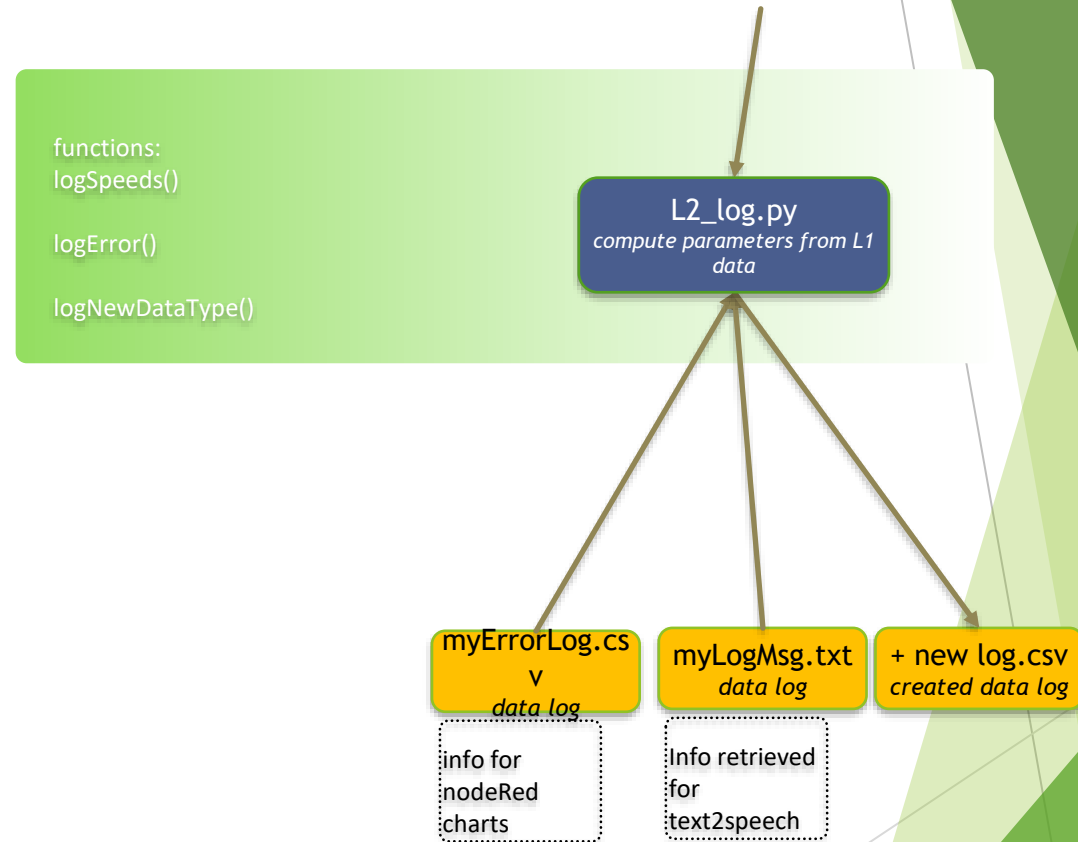 functions:
logSpeeds()
logError()
logNewDataType()
L2_log.py
compute parameters from L1
data
myErrorLog.cs
v
data log
myLogMsg.txt
data log
+ new log.csv
created data log
info for
nodeRed
charts
Info retrieved
for
text2speech